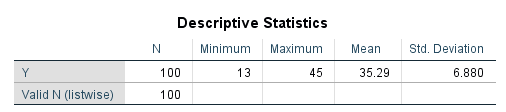 Descriptive Statistics
N Minimum Maximum Mean Std. Deviation
Y 100 13 45 35.29 6.880
Valid N (listwise) 100